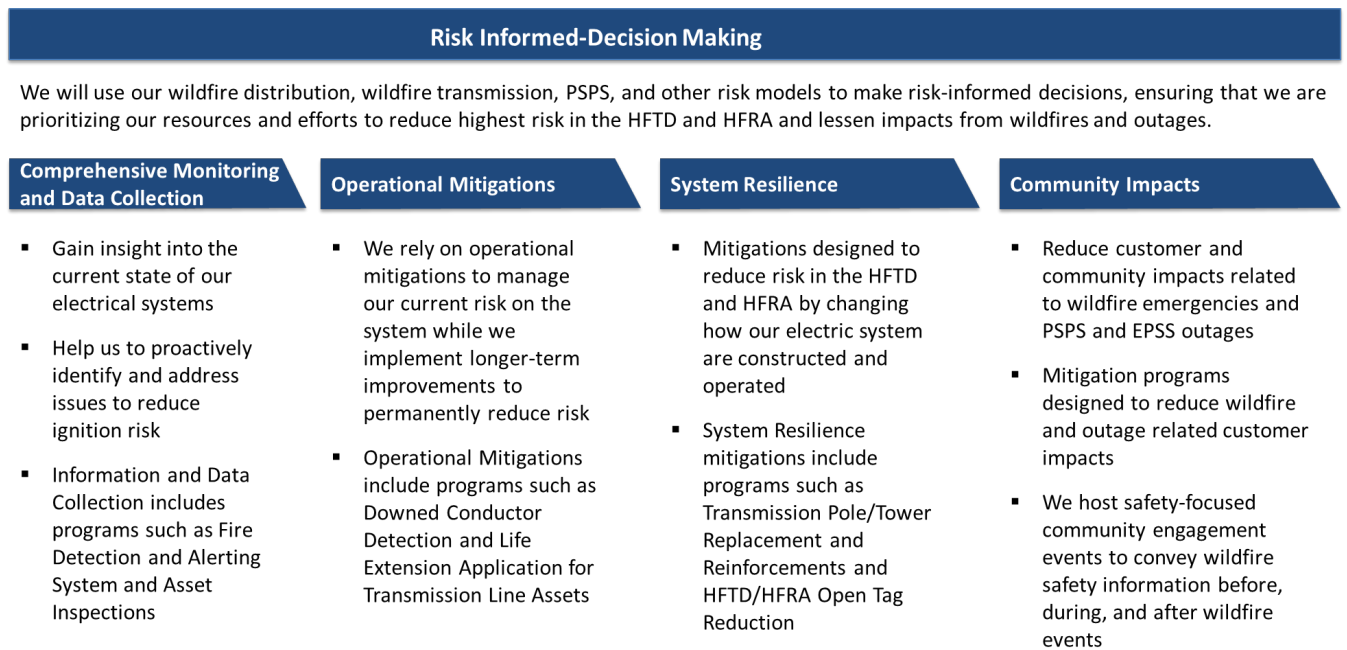 Risk Informed-Decision Making
We will use our wildfire distribution, wildfire transmission, PSPS, and other risk models to make risk-informed decisions, ensuring that we are
prioritizing our resources and efforts to reduce highest risk in the HFTD and HFRA and lessen impacts from wildfires and outages.
Comprehensive Monitoring
and Data Collection
▪ Gain insight into the
current state of our
electrical systems
▪ Help us to proactively
identify and address
issues to reduce
ignition risk
▪ Information and Data
Collection includes
programs such as Fire
Detection and Alerting
System and Asset
Inspections
Operational Mitigations
▪ We rely on operational
mitigations to manage
our current risk on the
system while we
implement longer-term
improvements to
permanently reduce risk
▪ Operational Mitigations
include programs such as
Downed Conductor
Detection and Life
Extension Application for
Transmission Line Assets
System Resilience
▪ Mitigations designed to
reduce risk in the HFTD
and HFRA by changing
how our electric system
are constructed and
operated
▪ System Resilience
mitigations include
programs such as
Transmission Pole/Tower
Replacement and
Reinforcements and
HFTD/HFRA Open Tag
Reduction
Community Impacts
▪ Reduce customer and
community impacts related
to wildfire emergencies and
PSPS and EPSS outages
▪ Mitigation programs
designed to reduce wildfire
and outage related customer
impacts
▪ We host safety-focused
community engagement
events to convey wildfire
safety information before,
during, and after wildfire
events